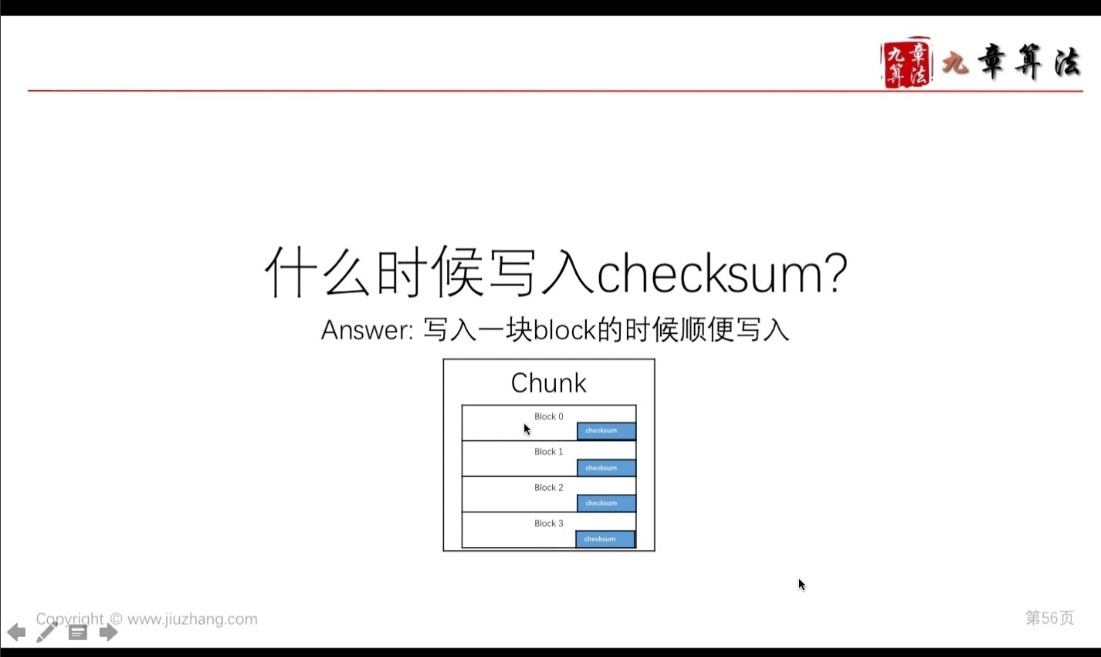 九章算法 九章算法
什么时候写入checksum?
Answer: 写入一块block的时候顺便写入
Chunk
Block 0
checksum
Block 1
checksum
Block 2
checksum
Block 3
checksum
Copyright © www.jiuzhang.com
第56页